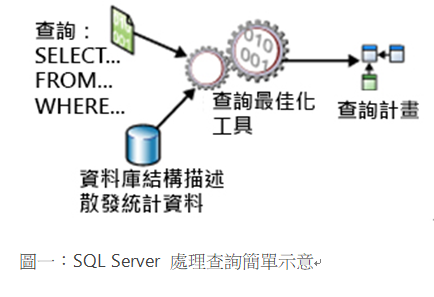 查詢：
SELECT...
FROM...
WHERE...
010
001
010
001
查詢最佳化
工具
查詢計畫
資料庫結構描述
散發統計資料
圖一：SQL Server 處理查詢簡單示意